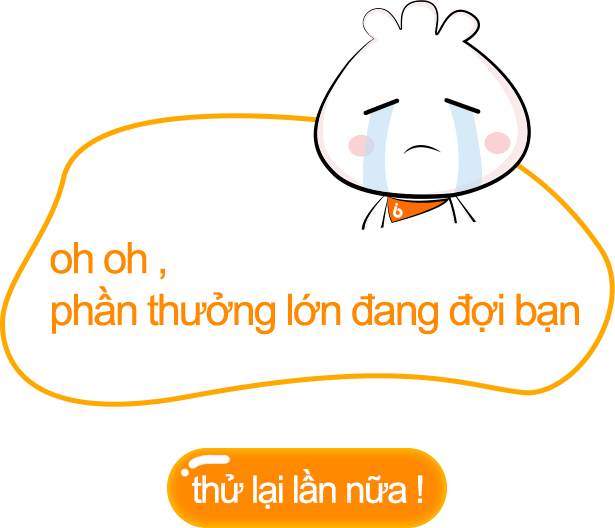 oh oh ,
phần thưởng lớn đang đợi bạn
thử lại lần nữa !